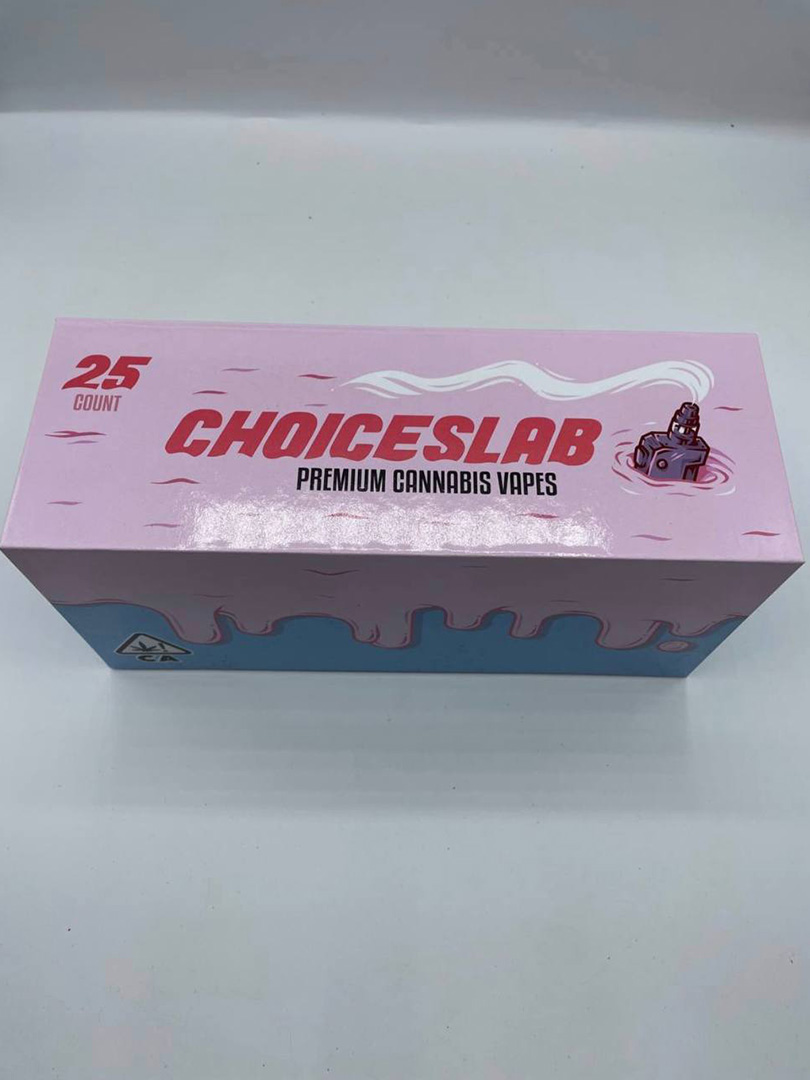 25
COUNT
CHOICESLAB
PREMIUM CANNABIS VAPES
CA